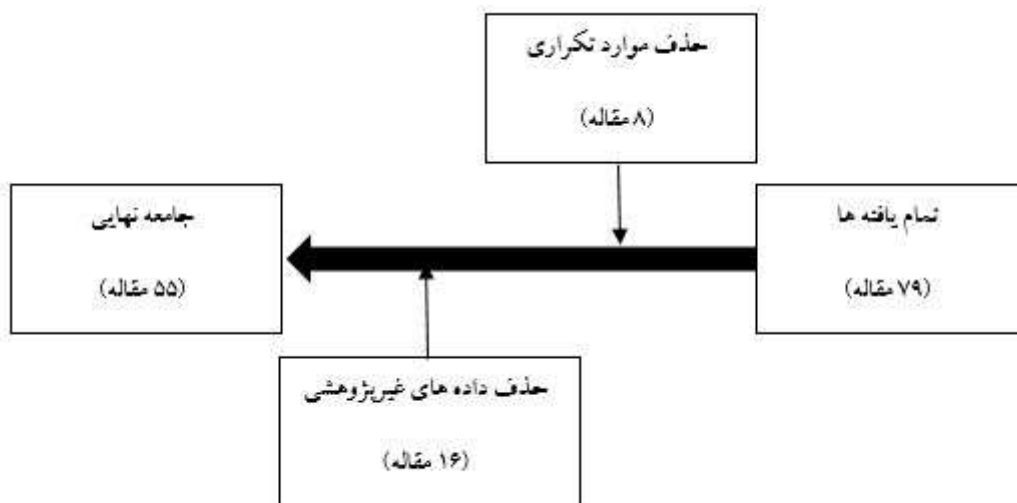 حذف موارد تکراری
(۸ مقاله)
تمام یافته ها
(۷۹ مقاله)
جامعه نهایی
(۵۵ مقاله)
حذف داده های غیرپژوهشی
(۱۶ مقاله)